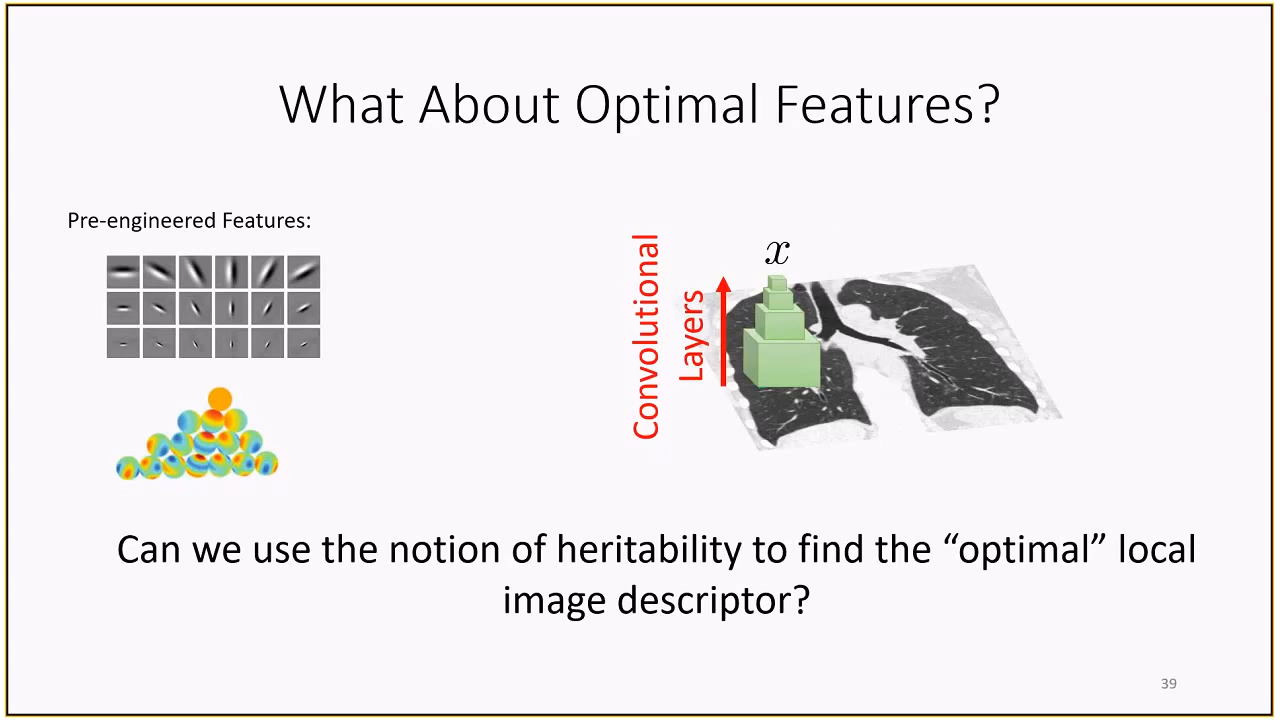 What About Optimal Features?
Pre-engineered Features:
Convolutional
Layers
x
Can we use the notion of heritability to find the “optimal” local
image descriptor?
39